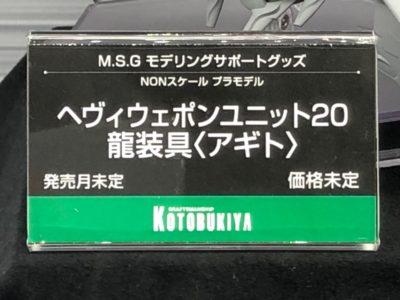 M.S.G モデリングサポートグッズ
NONスケール プラモデル
ヘヴィウェポンユニット20
龍装具〈アギト〉
発売月未定 価格未定
CRAFTSMANSHIP
KOTOBUKIYA